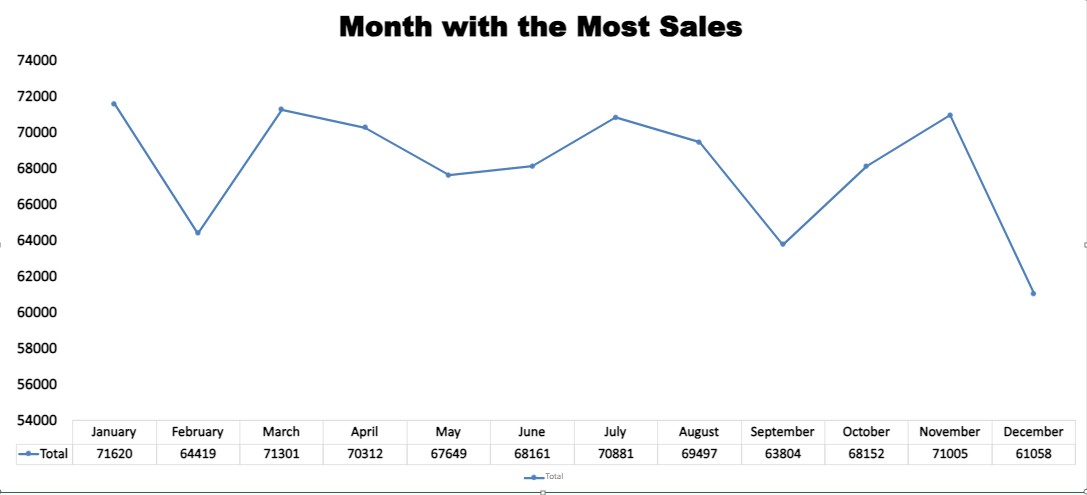 Month with the Most Sales
74000
72000
70000
68000
66000
64000
62000
60000
58000
56000
54000
January February March April May June July August September October November December
Total 71620 64419 71301 70312 67649 68161 70881 69497 63804 68152 71005 61058
Total